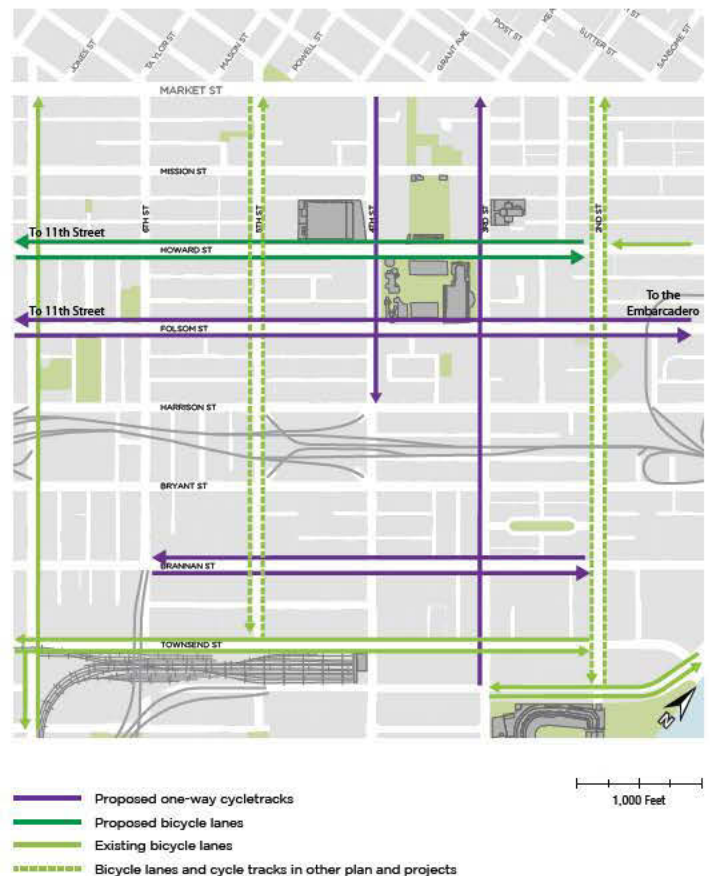 JONES ST
TAYLOR ST
MASON ST
POWELL ST
GRANT AVE
POST ST
SUTTER ST
SANSOME ST
MARKET ST
MISSION ST
6TH ST
5TH ST
4TH ST
3RD ST
2ND ST
To 11th Street
HOWARD ST
To 11th Street
To the
Embarcadero
FOLSOM ST
HARRISON ST
BRYANT ST
BRANNAN ST
TOWNSEND ST
N
1,000 Feet
Proposed one-way cycletracks
Proposed bicycle lanes
Existing bicycle lanes
Bicycle lanes and cycle tracks in other plan and projects